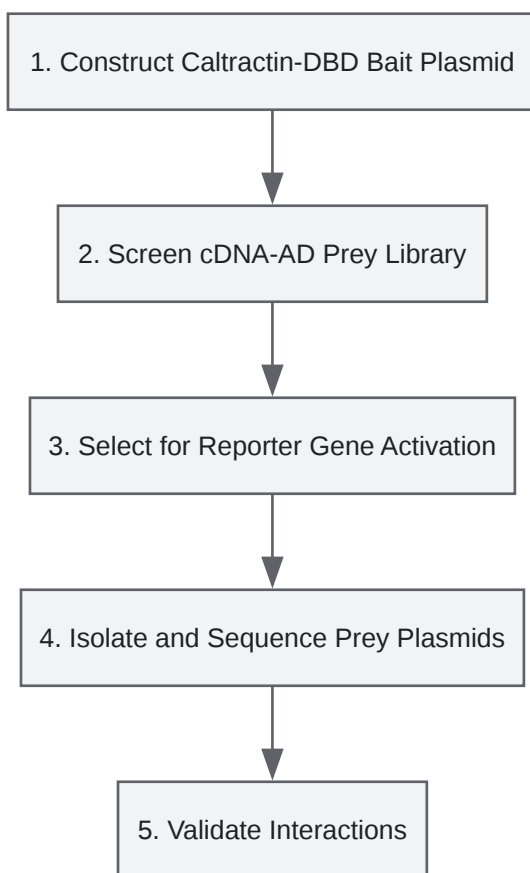 1. Construct Caltractin-DBD Bait Plasmid
2. Screen cDNA-AD Prey Library
3. Select for Reporter Gene Activation
4. Isolate and Sequence Prey Plasmids
5. Validate Interactions